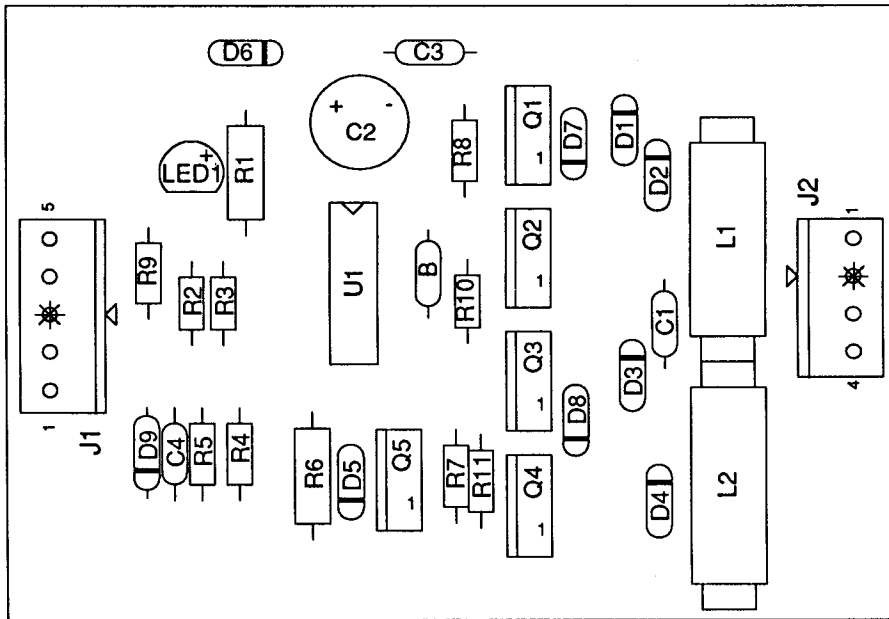 D6
C3
+ -
C2
Q1
1
D7
D1
R8
D2
LED1
+
R1
J2
5
1
Q2
1
L1
R9
R2
R3
U1
B
R10
C1
Q3
1
D3
4
1
J1
D8
D9
C4
R5
R4
R6
D5
Q5
1
R7
R11
Q4
1
D4
L2